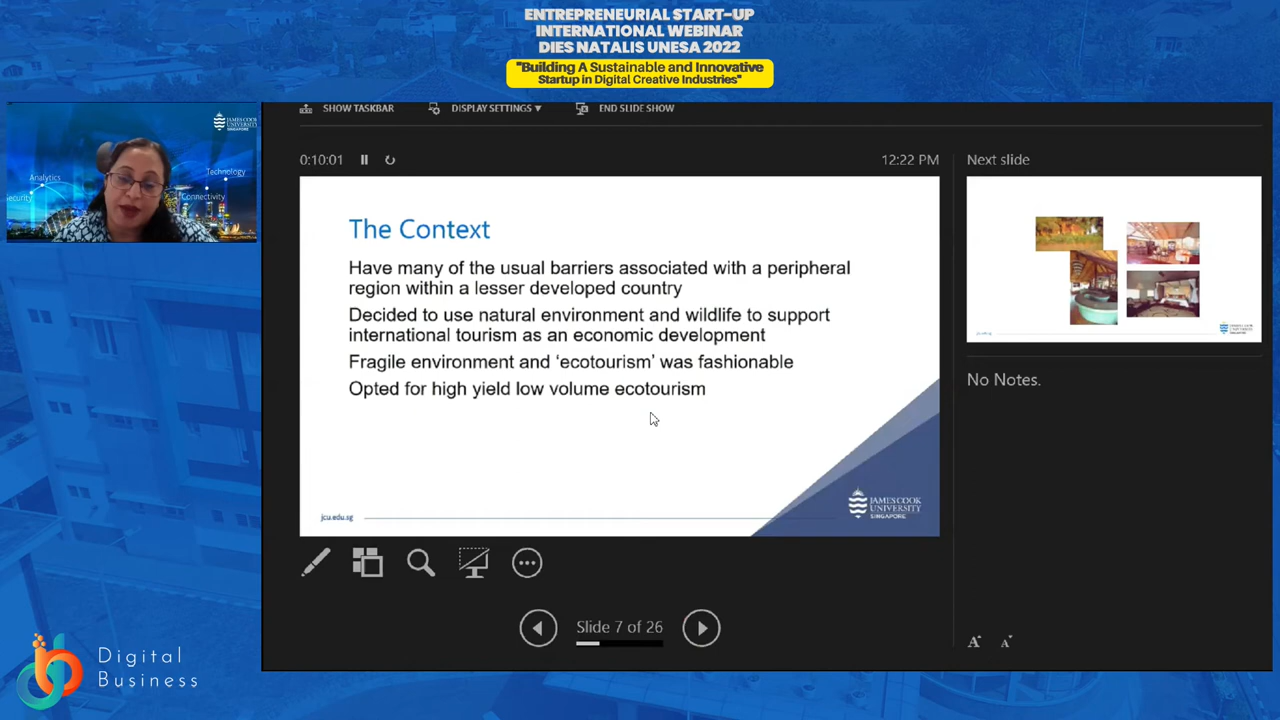 ENTREPRENEURIAL START-UP
INTERNATIONAL WEBINAR
DIES NATALIS UNESA 2022
"Building A Sustainable and Innovative
Startup in Digital Creative Industries"
SHOW TASKBAR
DISPLAY SETTINGS
END SLIDE SHOW
JAMES COOK
UNIVERSITY
SINGAPORE
Analytics
Technology
Security
Connectivity
0:10:01
12:22 PM
Next slide
The Context
Have many of the usual barriers associated with a peripheral
region within a lesser developed country
Decided to use natural environment and wildlife to support
international tourism as an economic development
Fragile environment and ‘ecotourism’ was fashionable
Opted for high yield low volume ecotourism
jcu.edu.sg
JAMES COOK
UNIVERSITY
SINGAPORE
No Notes.
Slide 7 of 26
A
A
Digital
Business